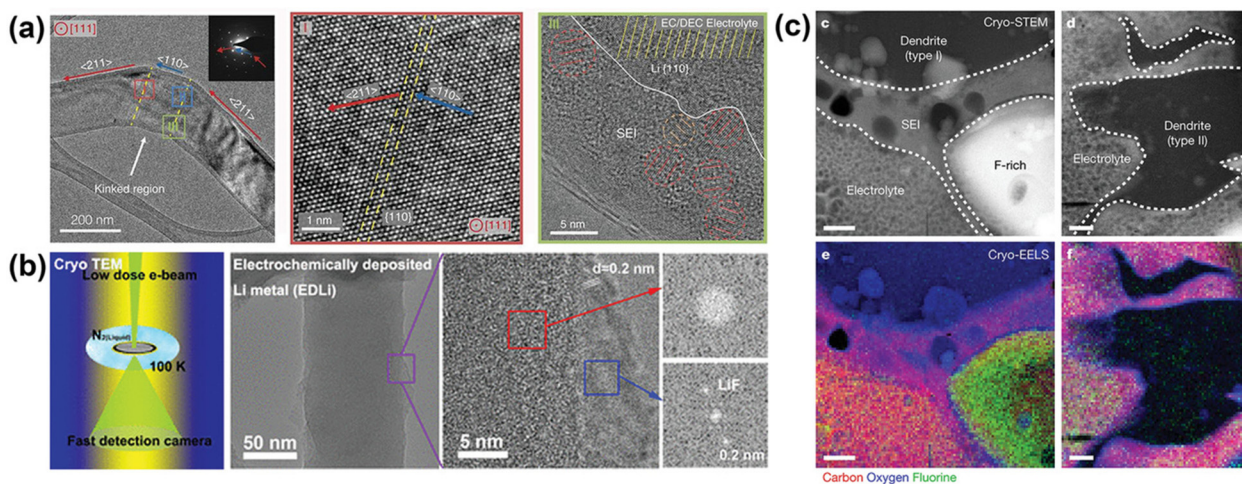 (a)
[111]
<211>
<110>
<211>
I
II
III
Kinked region
200 nm
I
<211>
<110>
1 nm
{110}
[111]
III
EC/DEC Electrolyte
Li {110}
SEI
5 nm
(b)
Cryo TEM
Low dose e-beam
N2(Liquid)
100 K
Fast detection camera
Electrochemically deposited
Li metal (EDLi)
50 nm
d=0.2 nm
5 nm
LiF
0.2 nm
(c)
c
Cryo-STEM
Dendrite
(type I)
SEI
Electrolyte
F-rich
d
Dendrite
(type II)
Electrolyte
e
Cryo-EELS
f
Carbon Oxygen Fluorine